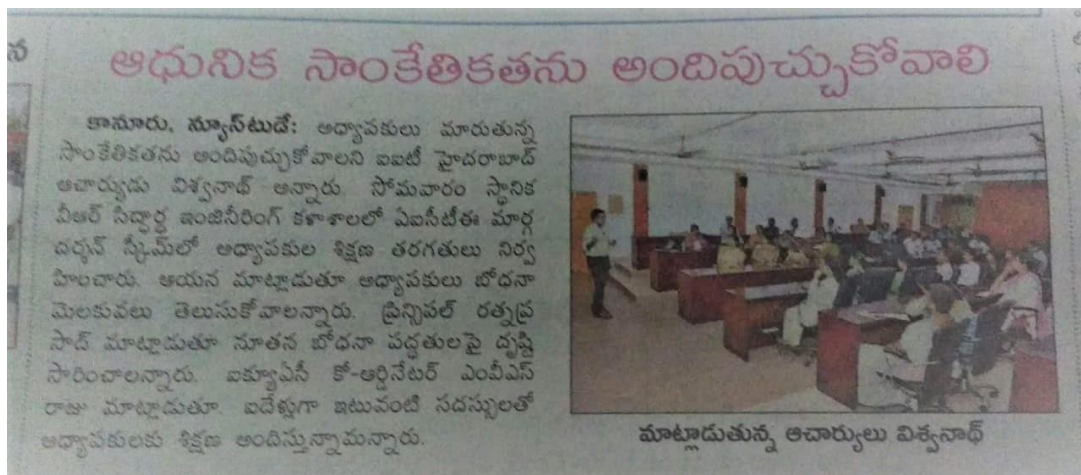 ఆధునిక సాంకేతికతను అందిపుచ్చుకోవాలి
కానూరు, న్యూస్‌టుడే: అధ్యాపకులు మారుతున్న
సాంకేతికతను అందిపుచ్చుకోవాలని ఐఐటీ హైదరాబాద్
ఆచార్యుడు విశ్వనాథ్ అన్నారు. సోమవారం స్థానిక
వీఆర్ సిద్ధార్థ ఇంజినీరింగ్ కళాశాలలో ఏఐసీటీఈ మార్గ
దర్శన్ స్కీమ్‌లో అధ్యాపకుల శిక్షణ తరగతులు నిర్వ
హించారు. ఆయన మాట్లాడుతూ అధ్యాపకులు బోధనా
మెలకువలు తెలుసుకోవాలన్నారు. ప్రిన్సిపల్ రత్నప్ర
సాద్ మాట్లాడుతూ నూతన బోధనా పద్ధతులపై దృష్టి
సారించాలన్నారు. ఐక్యూఏసీ కో-ఆర్డినేటర్ ఎంవీఎస్
రాజు మాట్లాడుతూ. ఐదేళ్లుగా ఇటువంటి సదస్సులతో
అధ్యాపకులకు శిక్షణ అందిస్తున్నామన్నారు.
మాట్లాడుతున్న ఆచార్యులు విశ్వనాథ్